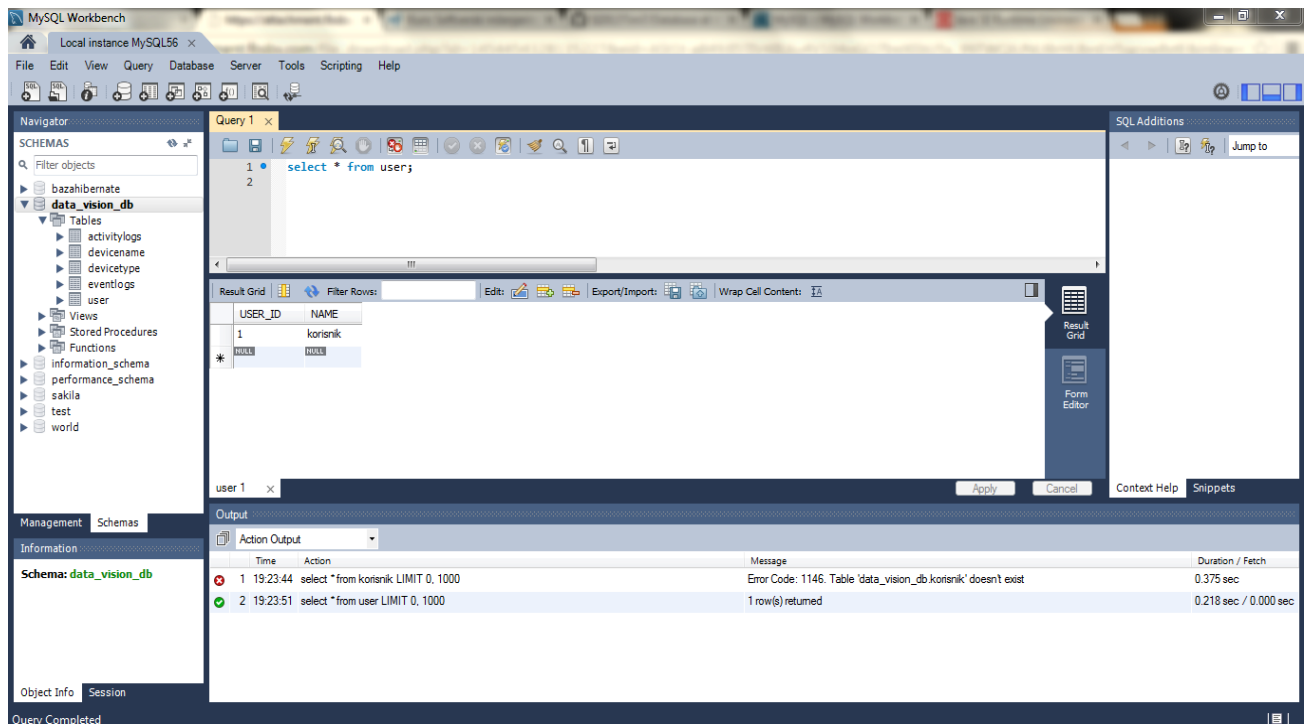 MySQL Workbench
Local instance MySQL56
File Edit View Query Database Server Tools Scripting Help
Navigator
SCHEMAS
Filter objects
bazahibernate
data_vision_db
Tables
activitylogs
devicename
devicetype
eventlogs
user
Views
Stored Procedures
Functions
information_schema
performance_schema
sakila
test
world
Management Schemas
Information
Schema: data_vision_db
Object Info Session
Query 1
1 select * from user;
2
Result Grid Filter Rows: Edit: Export/Import: Wrap Cell Content:
USER_ID NAME
1 korisnik
NULL NULL
Result Grid
Form Editor
user 1 Apply Cancel
SQL Additions
Jump to
Context Help Snippets
Output
Action Output
Time Action Message Duration / Fetch
1 19:23:44 select * from korisnik LIMIT 0, 1000 Error Code: 1146. Table 'data_vision_db.korisnik' doesn't exist 0.375 sec
2 19:23:51 select * from user LIMIT 0, 1000 1 row(s) returned 0.218 sec / 0.000 sec
Query Completed